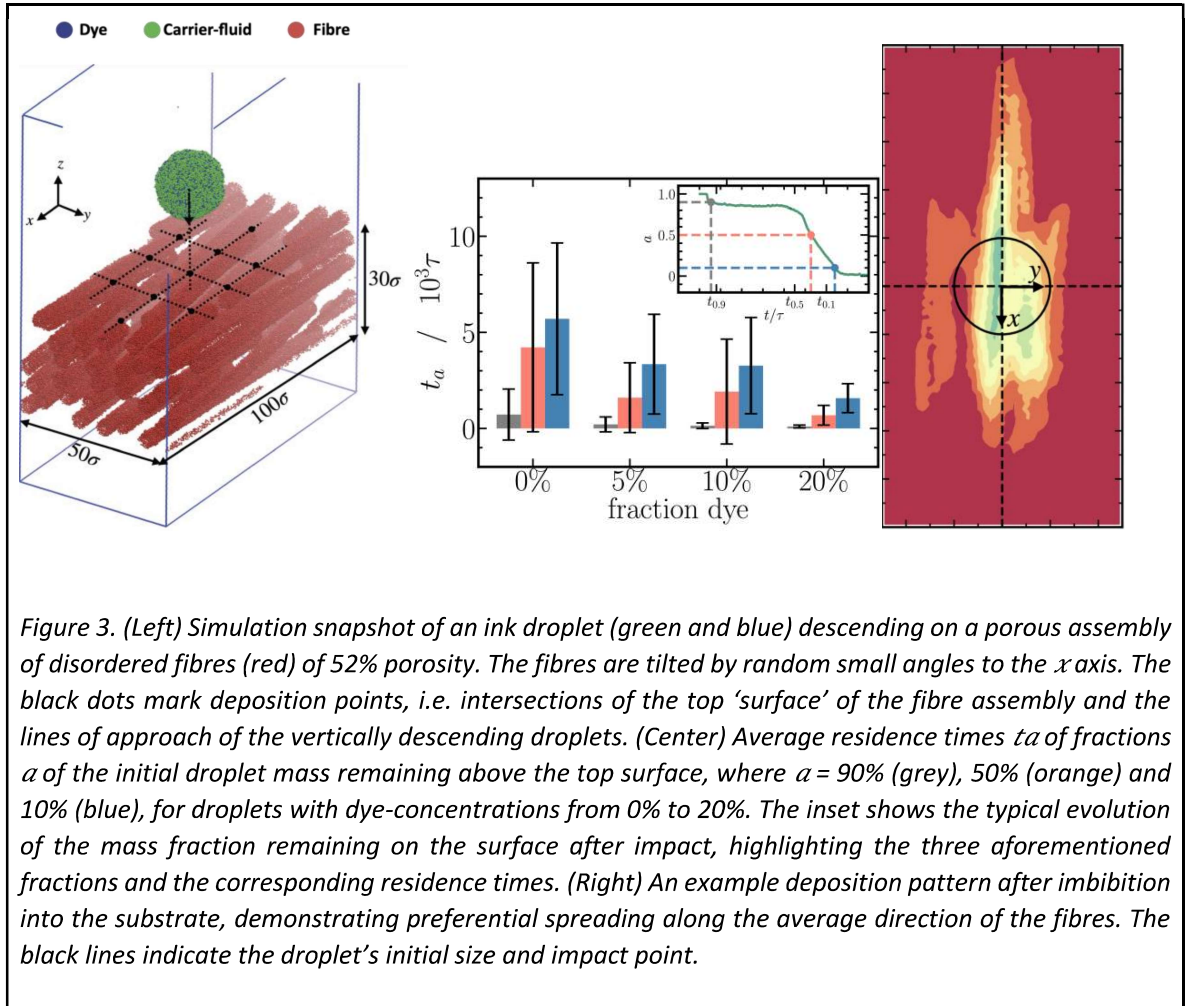 Dye Carrier-fluid Fibre
z
x y
30σ
100σ
50σ
10
5
0
t_a / 10³τ
0% 5% 10% 20%
fraction dye
1.0
0.5
0
a
t₀.₉ t₀.₅ t₀.₁
t/τ
y
x
Figure 3. (Left) Simulation snapshot of an ink droplet (green and blue) descending on a porous assembly
of disordered fibres (red) of 52% porosity. The fibres are tilted by random small angles to the x axis. The
black dots mark deposition points, i.e. intersections of the top ‘surface’ of the fibre assembly and the
lines of approach of the vertically descending droplets. (Center) Average residence times ta of fractions
a of the initial droplet mass remaining above the top surface, where a = 90% (grey), 50% (orange) and
10% (blue), for droplets with dye-concentrations from 0% to 20%. The inset shows the typical evolution
of the mass fraction remaining on the surface after impact, highlighting the three aforementioned
fractions and the corresponding residence times. (Right) An example deposition pattern after imbibition
into the substrate, demonstrating preferential spreading along the average direction of the fibres. The
black lines indicate the droplet’s initial size and impact point.